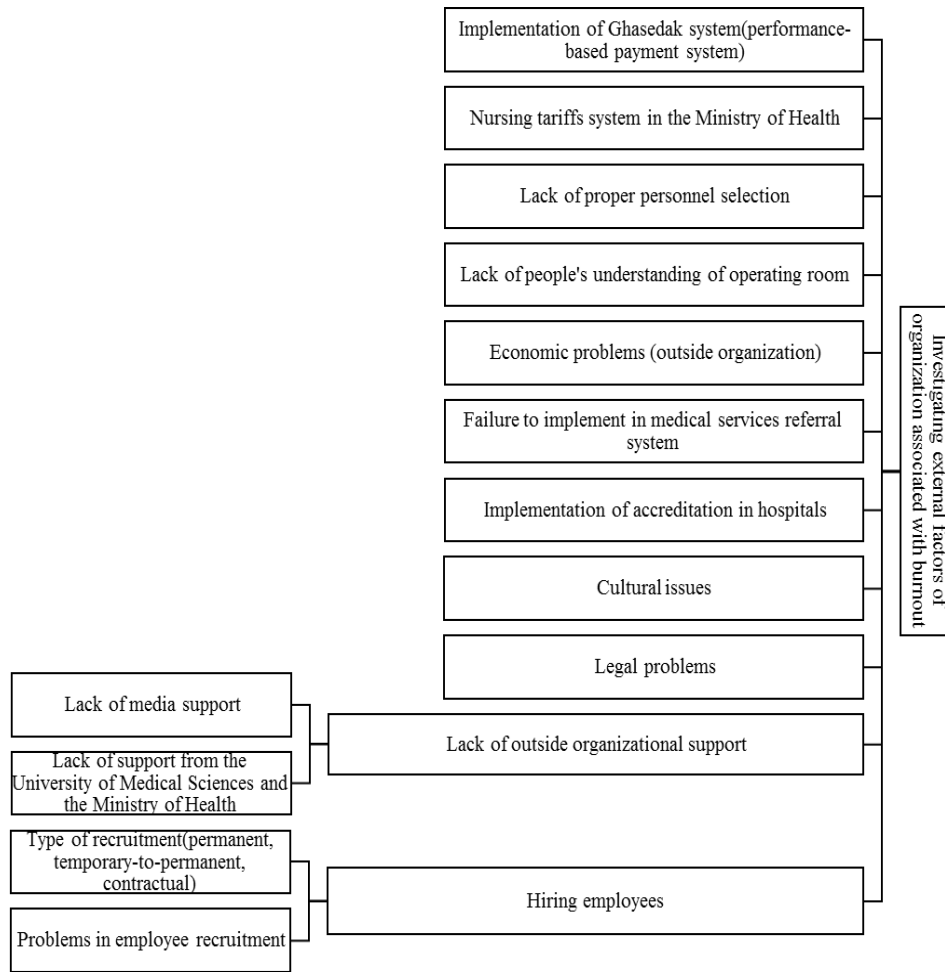 Implementation of Ghasedak system(performance-
based payment system)
Nursing tariffs system in the Ministry of Health
Lack of proper personnel selection
Lack of people's understanding of operating room
Economic problems (outside organization)
Failure to implement in medical services referral
system
Implementation of accreditation in hospitals
Cultural issues
Legal problems
Lack of outside organizational support
Hiring employees
Lack of media support
Lack of support from the
University of Medical Sciences and
the Ministry of Health
Type of recruitment(permanent,
temporary-to-permanent,
contractual)
Problems in employee recruitment
Investigating external factors of
organization associated with burnout